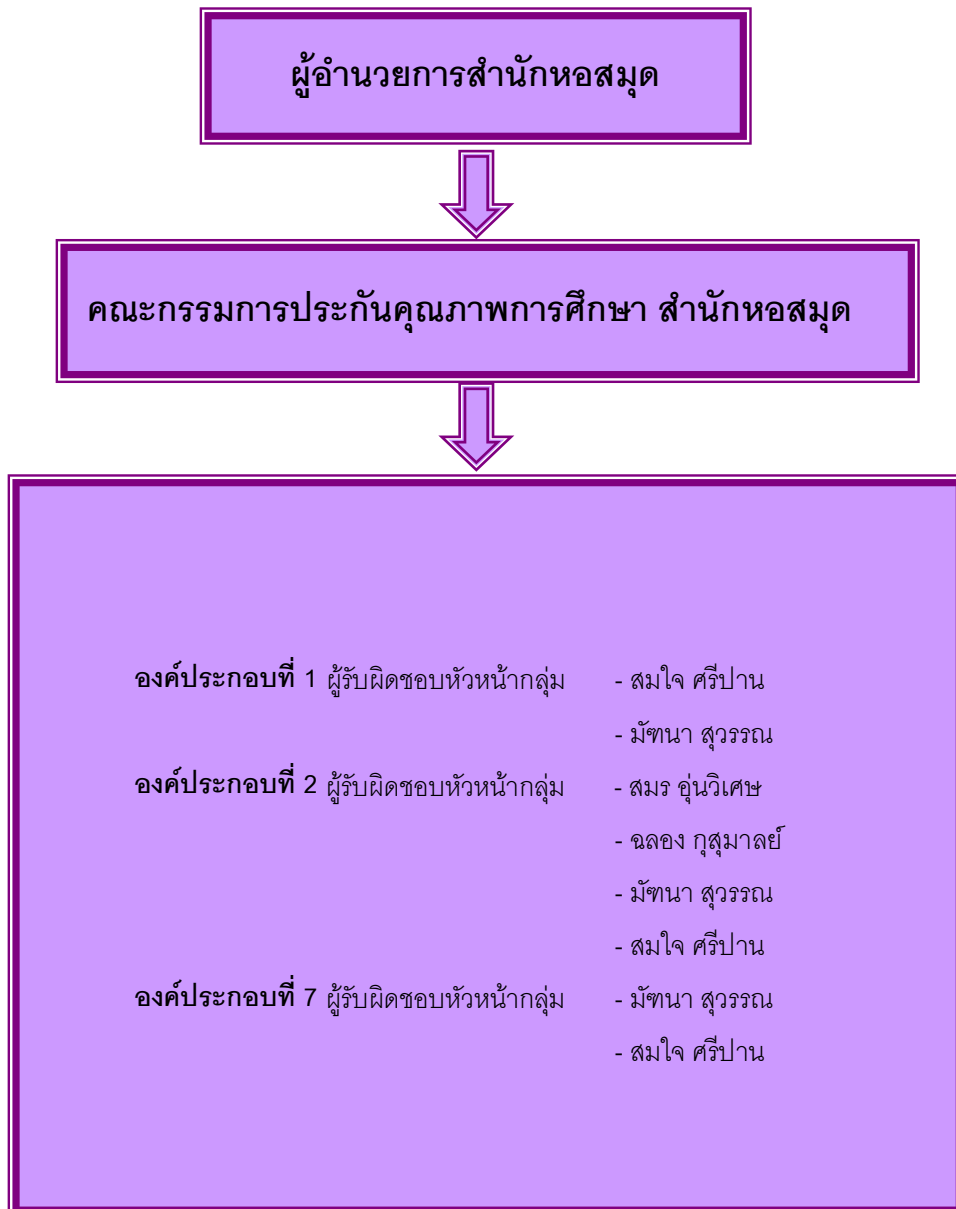 ผู้อำนวยการสำนักหอสมุด
คณะกรรมการประกันคุณภาพการศึกษา สำนักหอสมุด
องค์ประกอบที่ 1 ผู้รับผิดชอบหัวหน้ากลุ่ม - สมใจ ศรีปาน
- มัฑนา สุวรรณ
องค์ประกอบที่ 2 ผู้รับผิดชอบหัวหน้ากลุ่ม - สมร อุ่นวิเศษ
- ฉลอง กุสุมาลย์
- มัฑนา สุวรรณ
- สมใจ ศรีปาน
องค์ประกอบที่ 7 ผู้รับผิดชอบหัวหน้ากลุ่ม - มัฑนา สุวรรณ
- สมใจ ศรีปาน